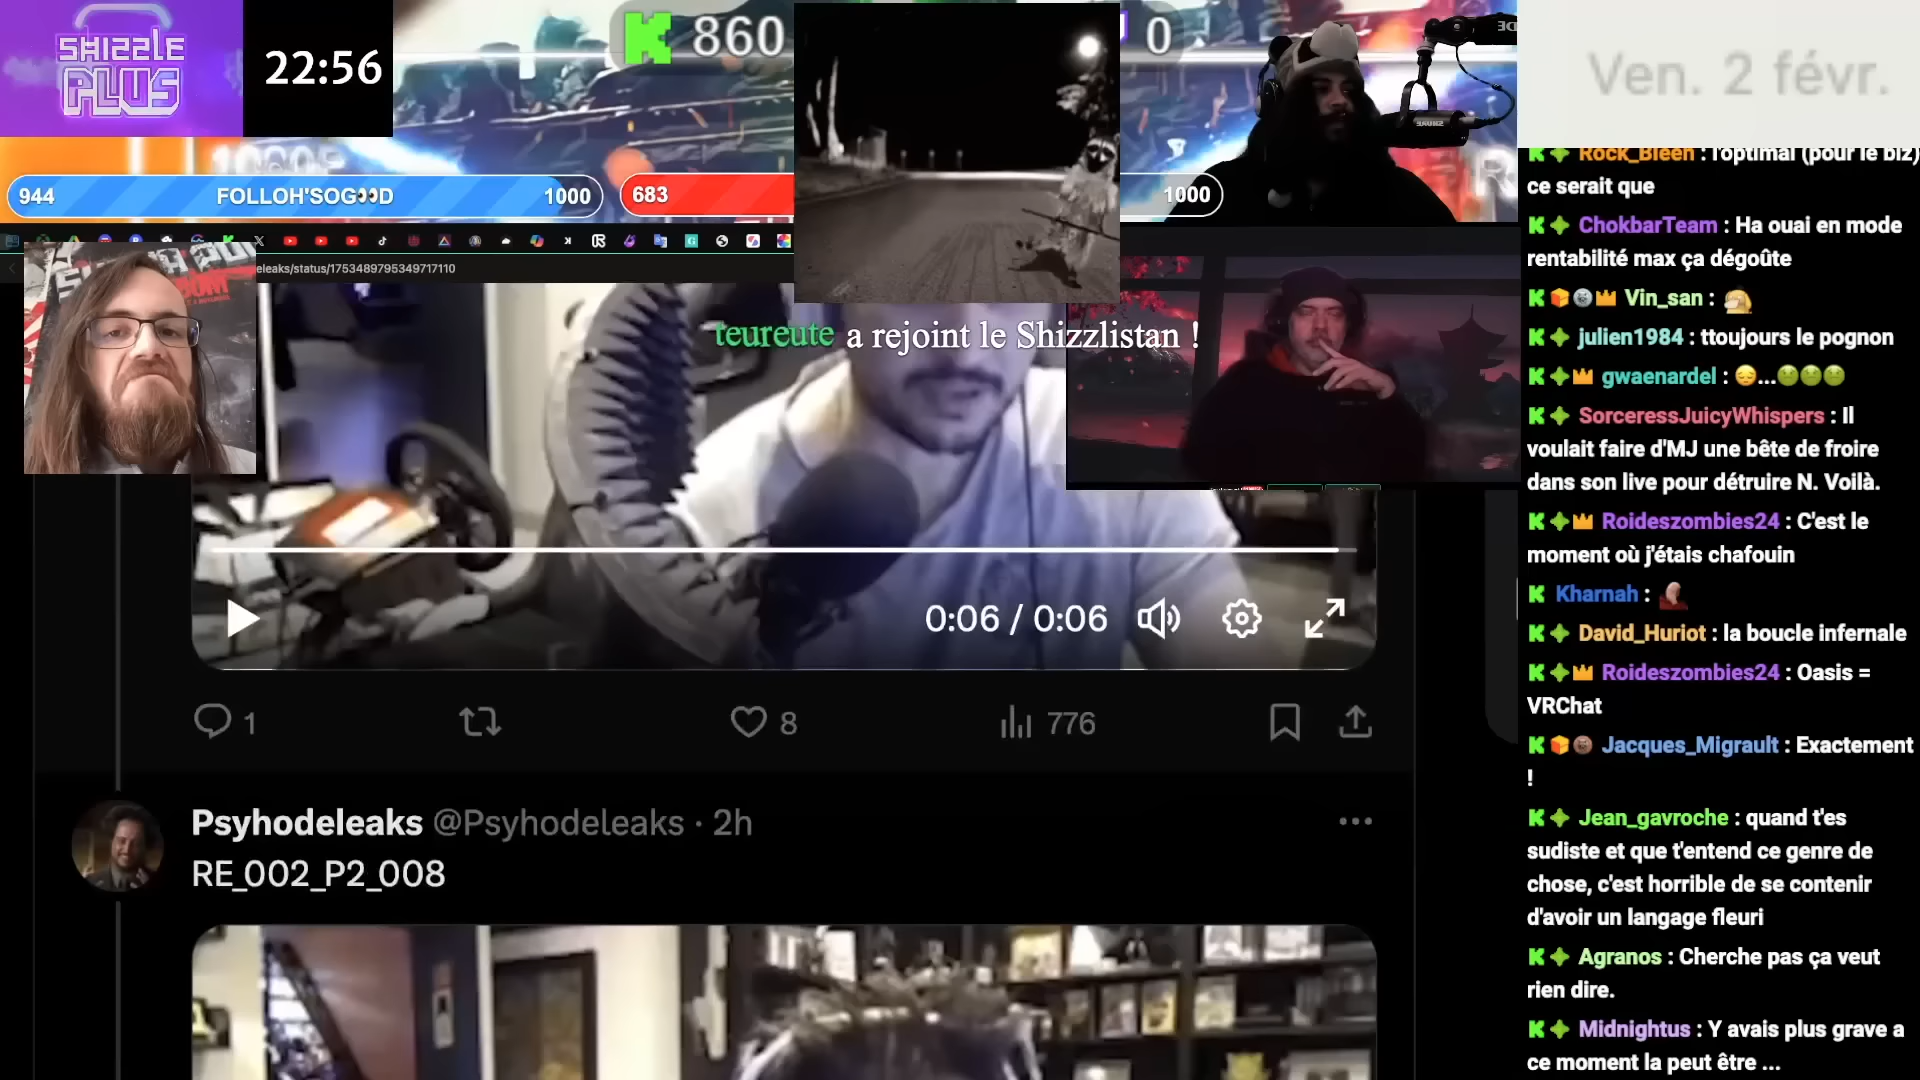 SHIZZLE
PLUS
22:56
860
0
Ven. 2 févr.
944 FOLLOH'SOG👀D 1000
683
1000
eleaks/status/1753489795349717110
teureute a rejoint le Shizzlistan !
0:06 / 0:06
1
8
776
Psyhodeleaks @Psyhodeleaks · 2h
RE_002_P2_008
Rock_Bleen : l'optimal (pour le biz)
ce serait que
ChokbarTeam : Ha ouai en mode
rentabilité max ça dégoûte
Vin_san :
julien1984 : ttoujours le pognon
gwaenardel : 😔...🤢🤢🤢
SorceressJuicyWhispers : Il
voulait faire d'MJ une bête de froire
dans son live pour détruire N. Voilà.
Roideszombies24 : C'est le
moment où j'étais chafouin
Kharnah :
David_Huriot : la boucle infernale
Roideszombies24 : Oasis =
VRChat
Jacques_Migrault : Exactement
!
Jean_gavroche : quand t'es
sudiste et que t'entend ce genre de
chose, c'est horrible de se contenir
d'avoir un langage fleuri
Agranos : Cherche pas ça veut
rien dire.
Midnightus : Y avais plus grave a
ce moment la peut être ...